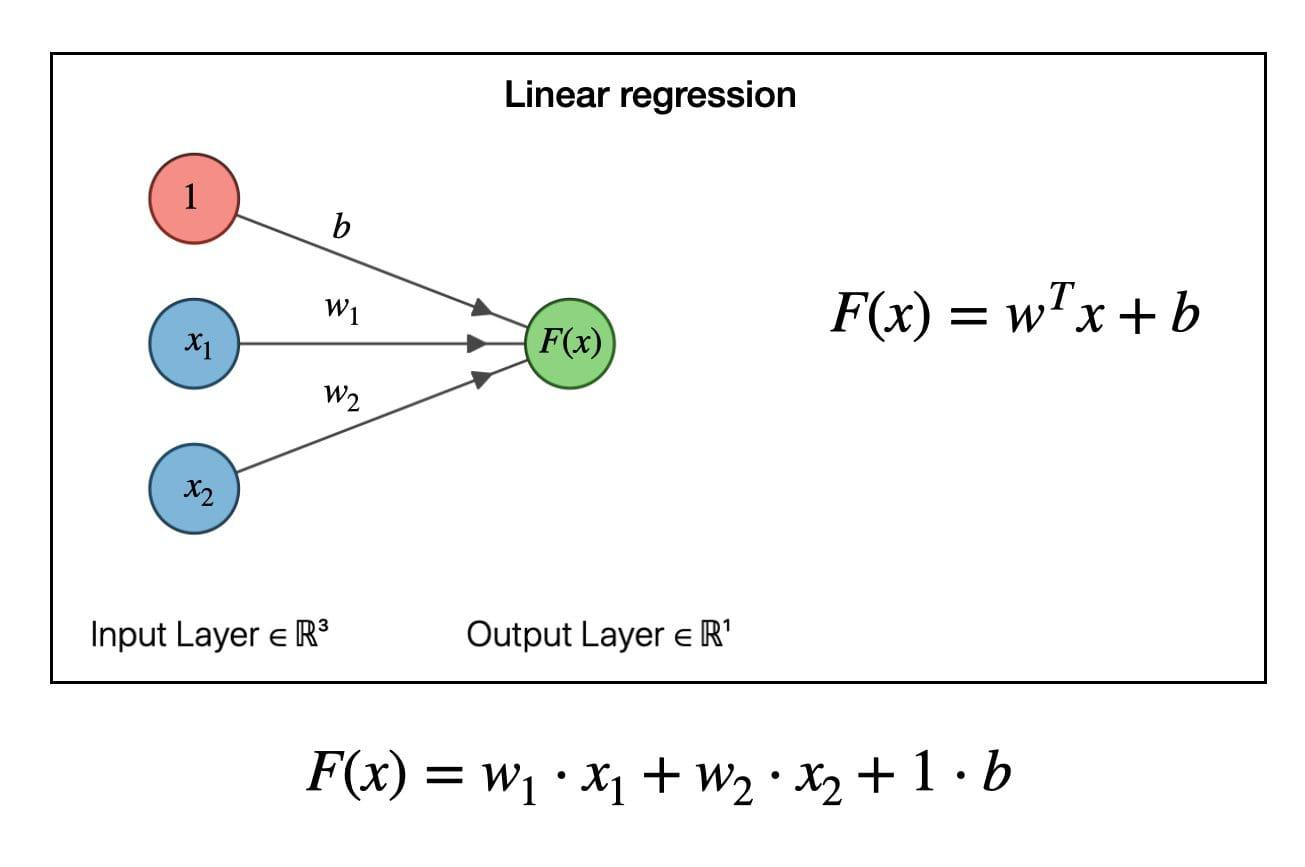 Linear regression
1
b
w₁
x₁
F(x)
w₂
x₂
F(x) = wᵀx + b
Input Layer ∈ ℝ³
Output Layer ∈ ℝ¹
F(x) = w₁ · x₁ + w₂ · x₂ + 1 · b